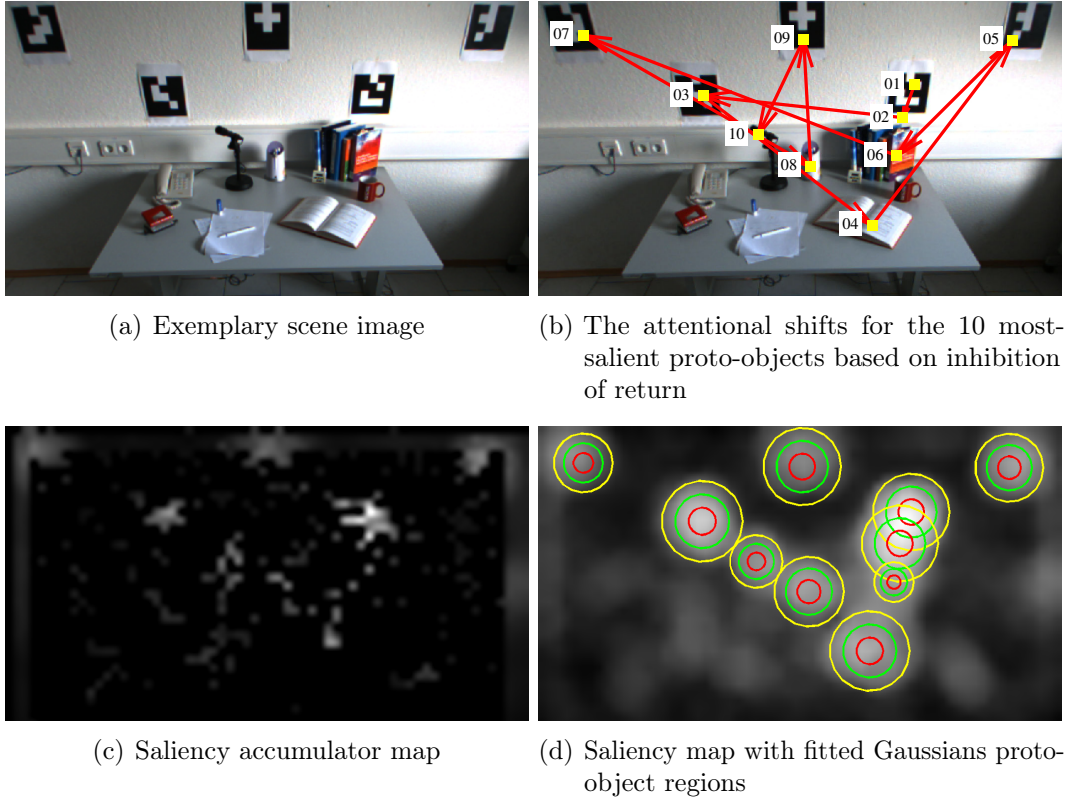 07
09
05
01
03
02
10
06
08
04
(a) Exemplary scene image
(b) The attentional shifts for the 10 most-
salient proto-objects based on inhibition
of return
(c) Saliency accumulator map
(d) Saliency map with fitted Gaussians proto-
object regions